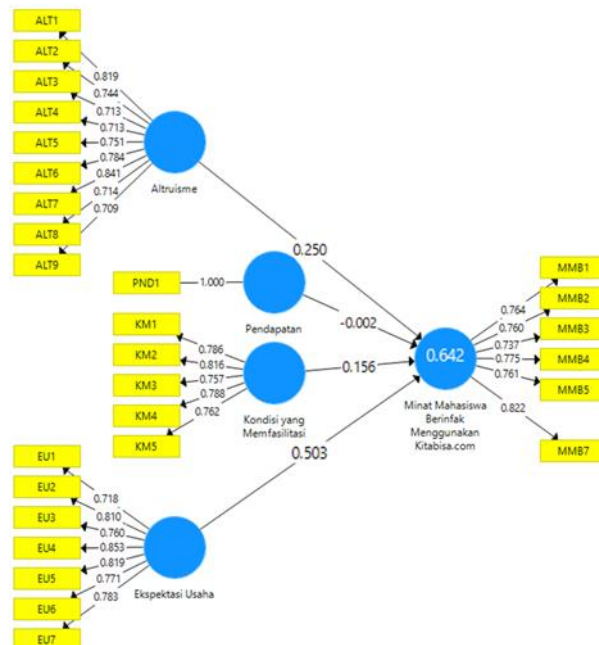 ALT1
ALT2
ALT3
ALT4
ALT5
ALT6
ALT7
ALT8
ALT9
0.819
0.744
0.713
0.713
0.751
0.784
0.841
0.714
0.709
Altruisme
0.250
PND1
1.000
Pendapatan
-0.002
KM1
KM2
KM3
KM4
KM5
0.786
0.816
0.757
0.788
0.762
Kondisi yang
Memfasilitasi
0.156
EU1
EU2
EU3
EU4
EU5
EU6
EU7
0.718
0.810
0.760
0.853
0.819
0.771
0.783
Ekspektasi Usaha
0.503
0.642
Minat Mahasiswa
Berinfak
Menggunakan
Kitabisa.com
0.764
0.760
0.737
0.775
0.761
0.822
MMB1
MMB2
MMB3
MMB4
MMB5
MMB7